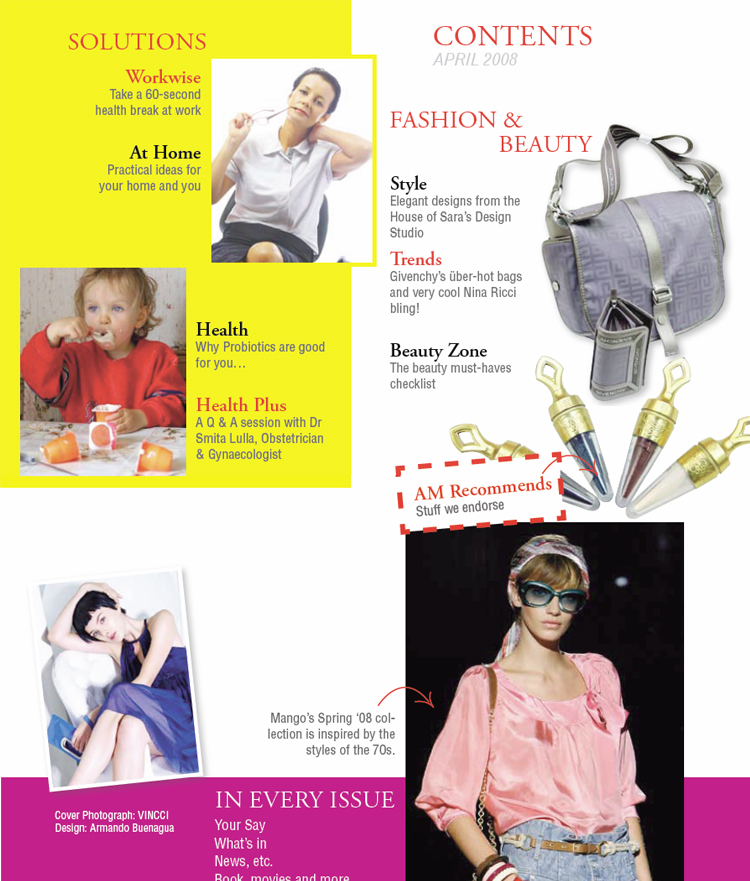 SOLUTIONS
Workwise
Take a 60-second
health break at work
At Home
Practical ideas for
your home and you
Health
Why Probiotics are good
for you…
Health Plus
A Q & A session with Dr
Smita Lulla, Obstetrician
& Gynaecologist
CONTENTS
APRIL 2008
FASHION &
BEAUTY
Style
Elegant designs from the
House of Sara's Design
Studio
Trends
Givenchy's über-hot bags
and very cool Nina Ricci
bling!
Beauty Zone
The beauty must-haves
checklist
AM Recommends
Stuff we endorse
Mango's Spring ‘08 col-
lection is inspired by the
styles of the 70s.
Cover Photograph: VINCCI
Design: Armando Buenagua
IN EVERY ISSUE
Your Say
What's in
News, etc.
Book, movies and more